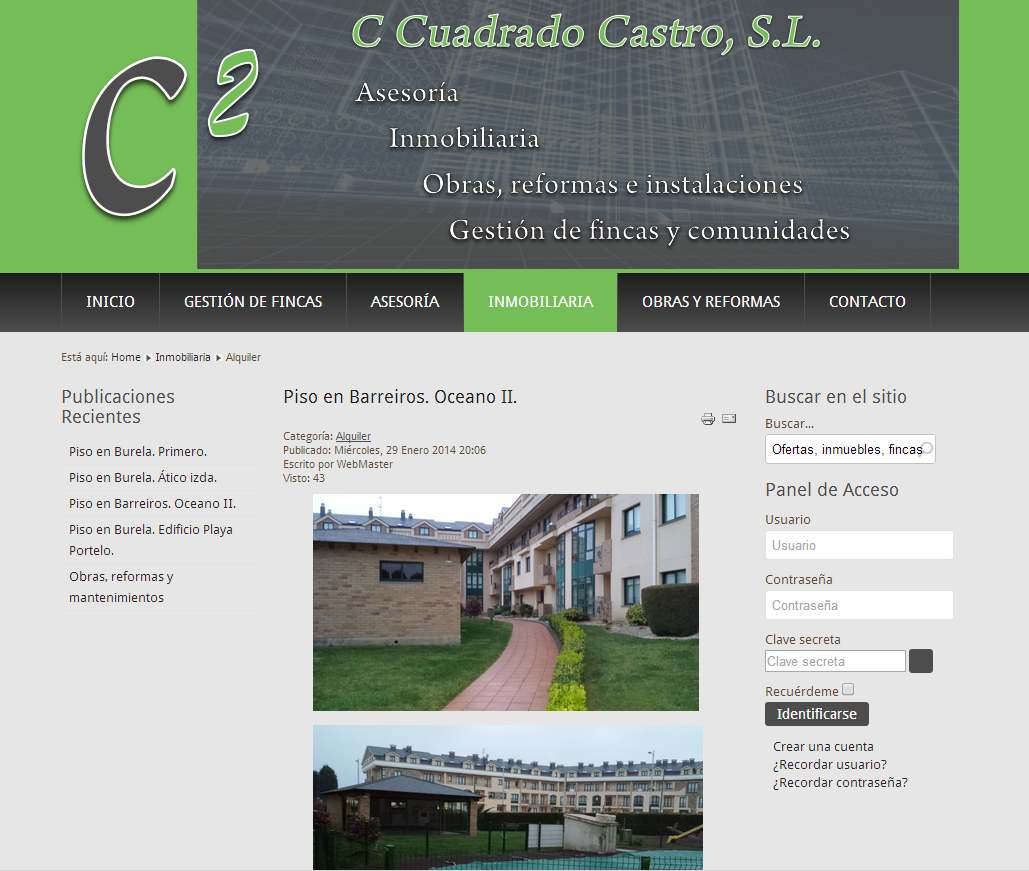 C 2
C Cuadrado Castro, S.L.
Asesoría
Inmobiliaria
Obras, reformas e instalaciones
Gestión de fincas y comunidades
INICIO
GESTIÓN DE FINCAS
ASESORÍA
INMOBILIARIA
OBRAS Y REFORMAS
CONTACTO
Está aquí: Home Inmobiliaria Alquiler
Publicaciones
Recientes
Piso en Burela. Primero.
Piso en Burela. Ático izda.
Piso en Barreiros. Oceano II.
Piso en Burela. Edificio Playa
Portelo.
Obras, reformas y
mantenimientos
Piso en Barreiros. Oceano II.
Categoría: Alquiler
Publicado: Miércoles, 29 Enero 2014 20:06
Escrito por WebMaster
Visto: 43
Buscar en el sitio
Buscar...
Ofertas, inmuebles, fincas
Panel de Acceso
Usuario
Usuario
Contraseña
Contraseña
Clave secreta
Clave secreta
Recuérdeme
Identificarse
Crear una cuenta
¿Recordar usuario?
¿Recordar contraseña?